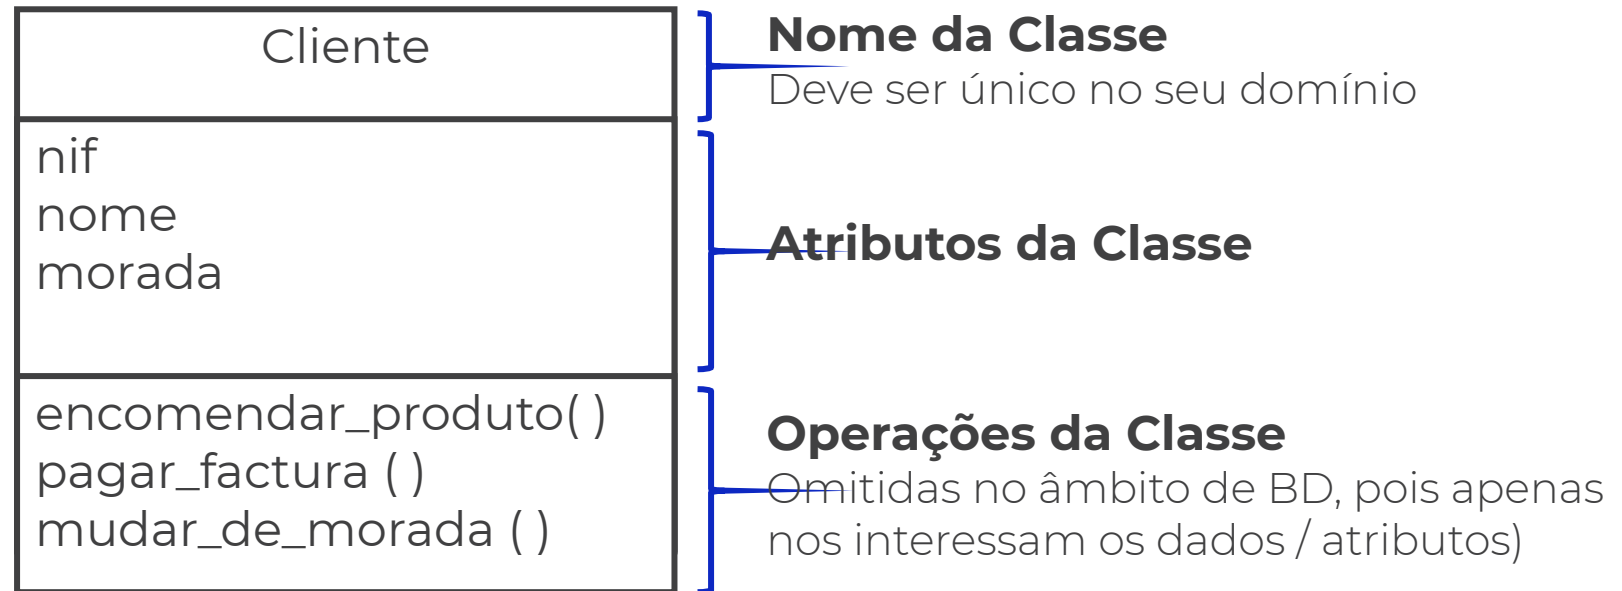 Cliente
Nome da Classe
Deve ser único no seu domínio
nif
nome
morada
Atributos da Classe
encomendar_produto( )
pagar_factura ( )
mudar_de_morada ( )
Operações da Classe
Omitidas no âmbito de BD, pois apenas
nos interessam os dados / atributos)